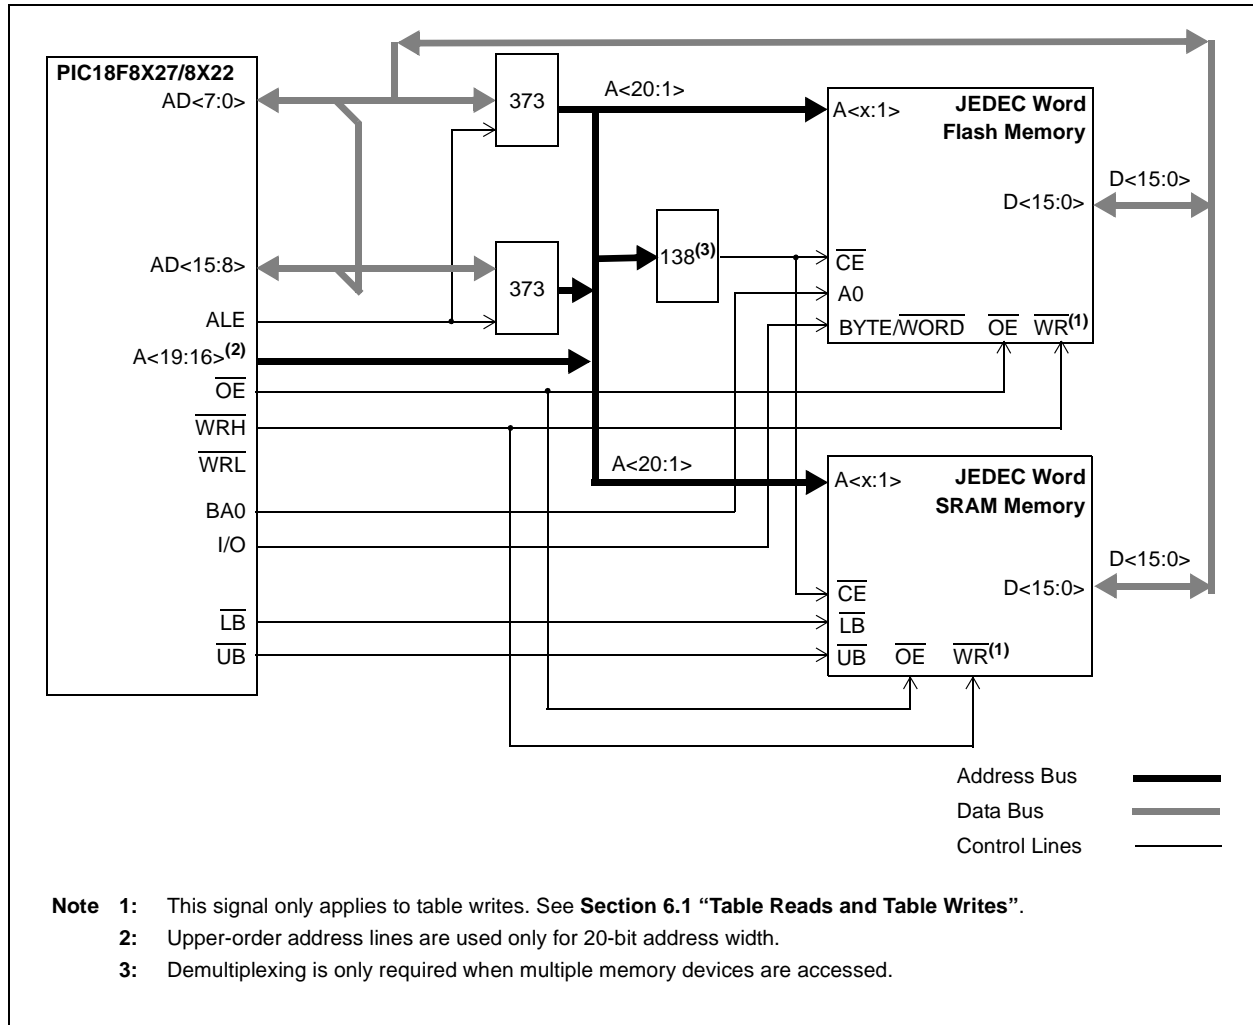 PIC18F8X27/8X22
AD<7:0>
373
A<20:1>
A<x:1>
JEDEC Word
Flash Memory
D<15:0>
D<15:0>
138(3)
AD<15:8>
373
CE
A0
ALE
BYTE/WORD OE WR(1)
A<19:16>(2)
OE
WRH
WRL
A<20:1>
A<x:1>
JEDEC Word
SRAM Memory
BA0
I/O
D<15:0>
D<15:0>
CE
LB
LB
UB
UB OE WR(1)
Address Bus
Data Bus
Control Lines
Note 1: This signal only applies to table writes. See Section 6.1 “Table Reads and Table Writes”.
2: Upper-order address lines are used only for 20-bit address width.
3: Demultiplexing is only required when multiple memory devices are accessed.